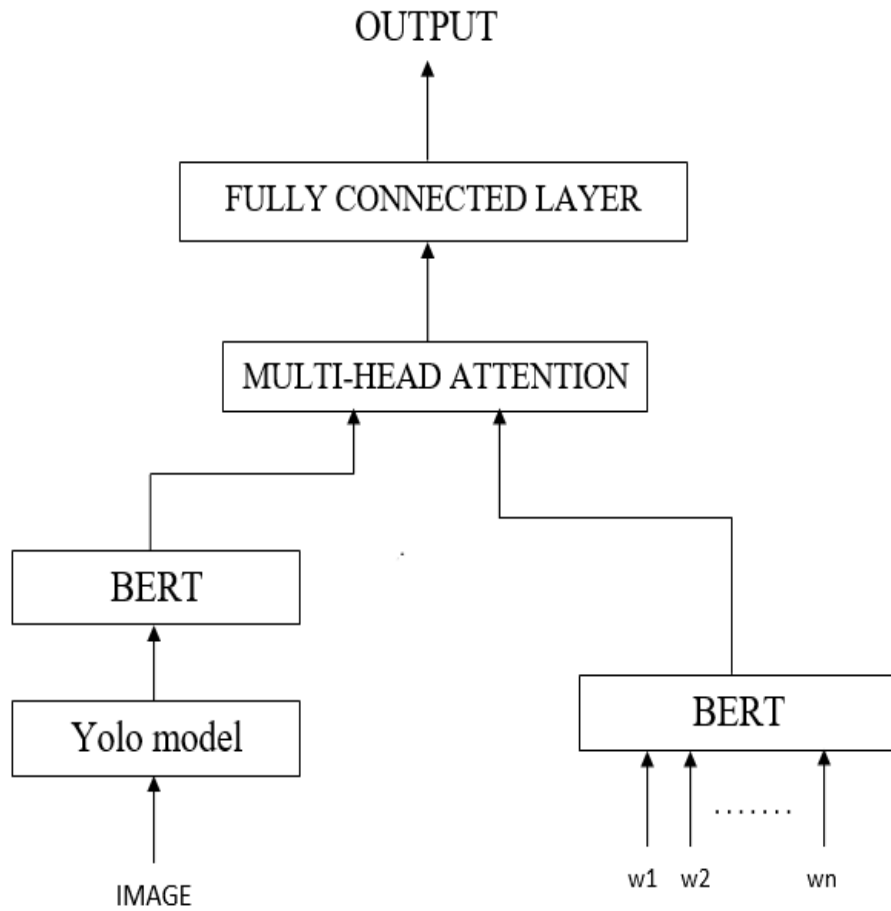 OUTPUT
FULLY CONNECTED LAYER
MULTI-HEAD ATTENTION
BERT
Yolo model
IMAGE
BERT
.......
w1 w2 wn